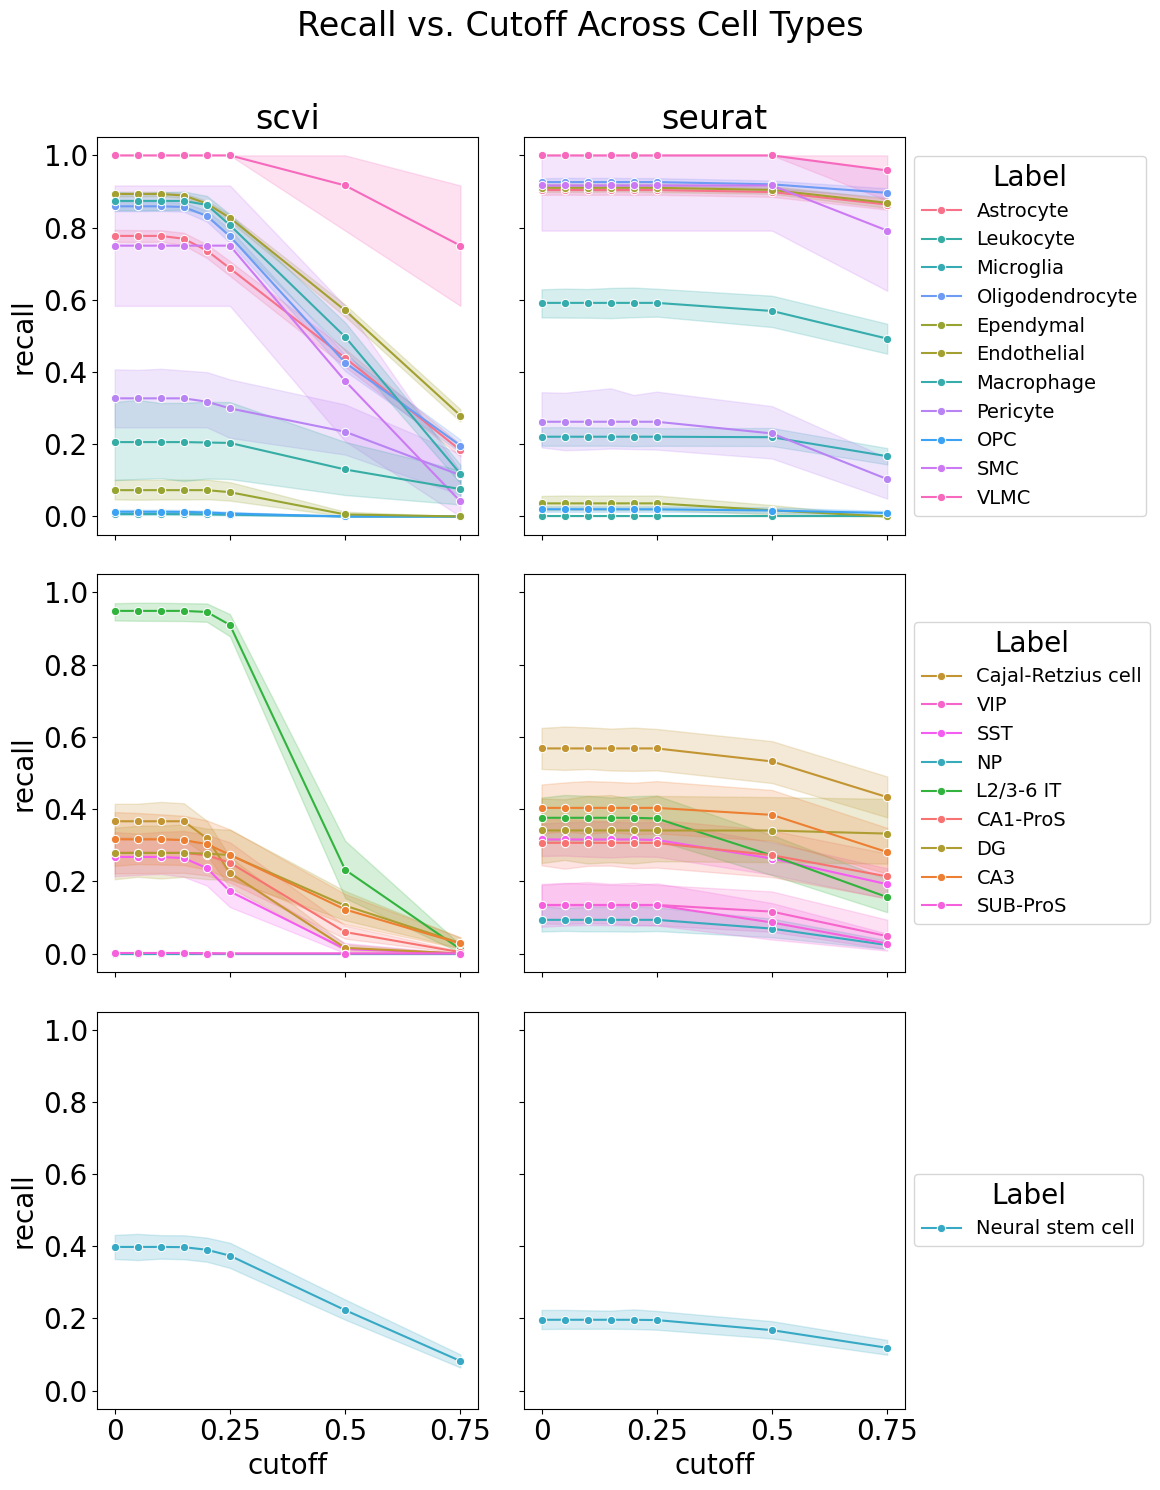 Recall vs. Cutoff Across Cell Types
scvi
seurat
recall
1.0
0.8
0.6
0.4
0.2
0.0
Label
Astrocyte
Leukocyte
Microglia
Oligodendrocyte
Ependymal
Endothelial
Macrophage
Pericyte
OPC
SMC
VLMC
recall
1.0
0.8
0.6
0.4
0.2
0.0
Label
Cajal-Retzius cell
VIP
SST
NP
L2/3-6 IT
CA1-ProS
DG
CA3
SUB-ProS
recall
1.0
0.8
0.6
0.4
0.2
0.0
Label
Neural stem cell
0 0.25 0.5 0.75
0 0.25 0.5 0.75
cutoff
cutoff